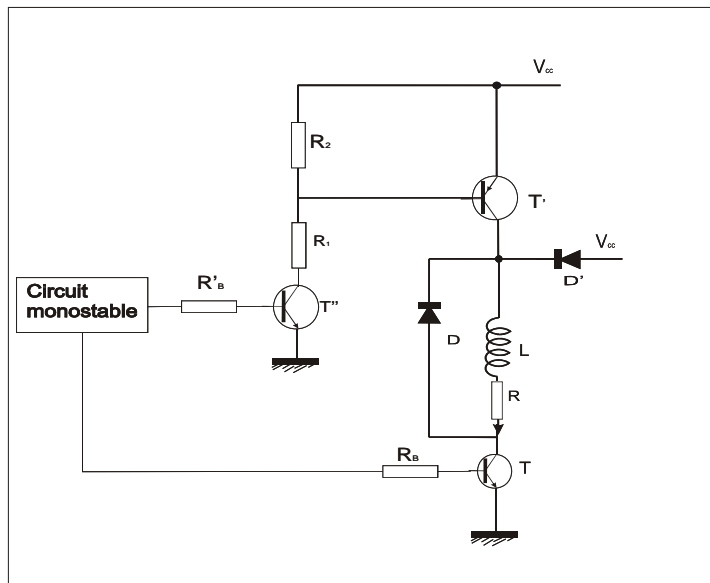 Vcc
R2
T'
R1
Vcc
D'
R'B
Circuit
monostable
T"
D
L
R
RB
T